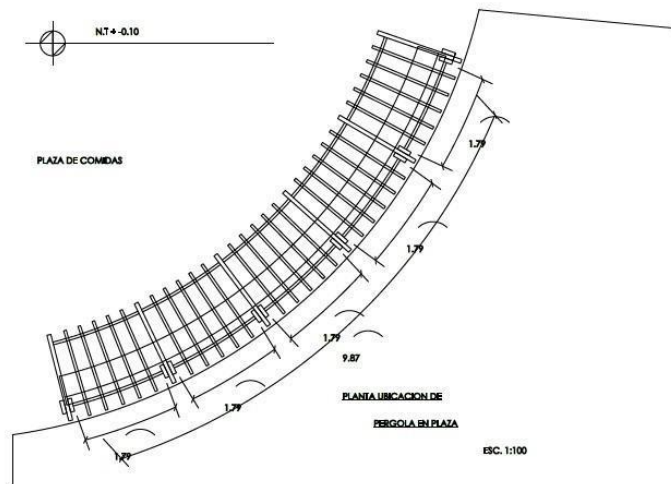 N.T + -0.10
PLAZA DE COMIDAS
1.79
1.79
1.79
9.87
1.79
1.79
PLANTA UBICACION DE
PERGOLA EN PLAZA
ESC. 1:100